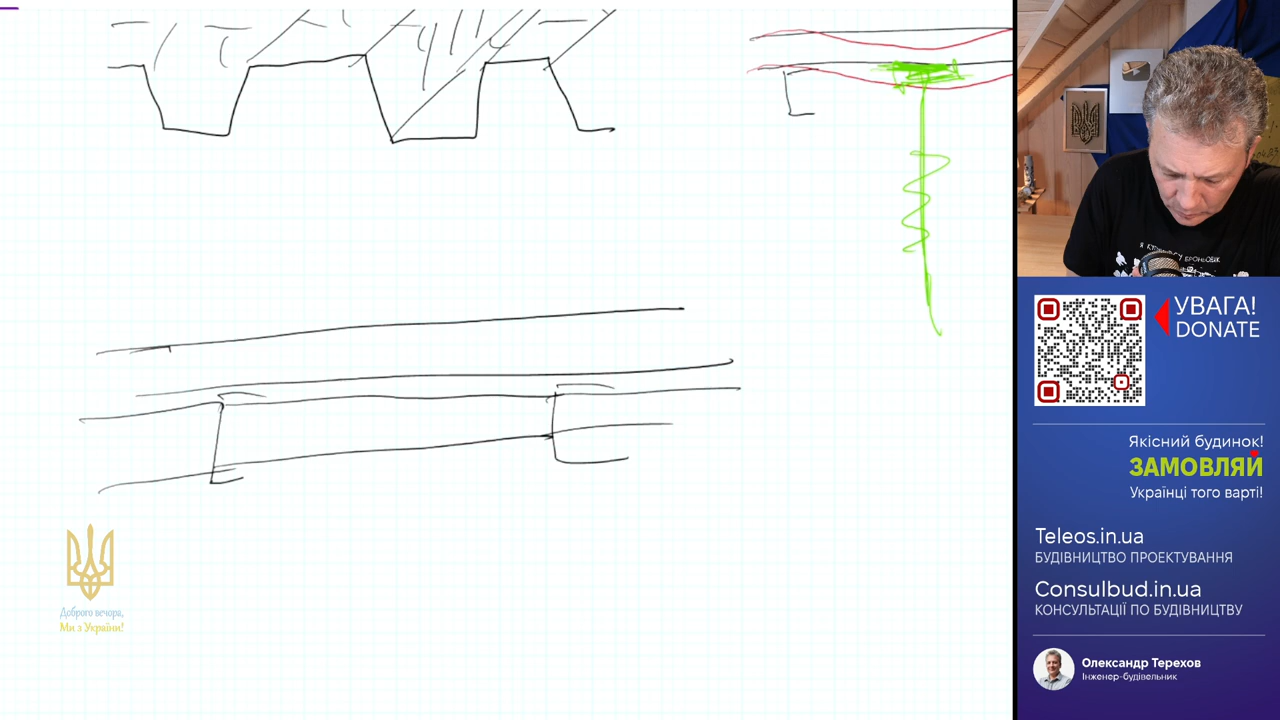 Я
БРОНЬОВИК
УВАГА!
DONATE
Якісний будинок!
ЗАМОВЛЯЙ
Українці того варті!
Teleos.in.ua
БУДІВНИЦТВО ПРОЕКТУВАННЯ
Consulbud.in.ua
КОНСУЛЬТАЦІЇ ПО БУДІВНИЦТВУ
Олександр Терехов
Інженер-будівельник
Доброго вечора,
Ми з України!